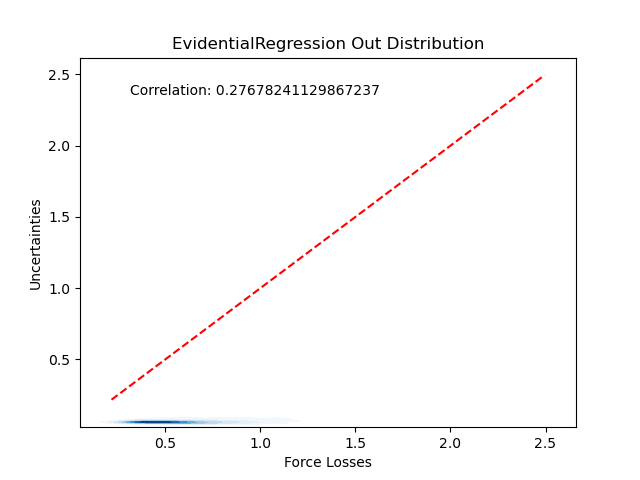 EvidentialRegression Out Distribution
Correlation: 0.27678241129867237
2.5
2.0
1.5
1.0
0.5
Uncertainties
0.5 1.0 1.5 2.0 2.5
Force Losses